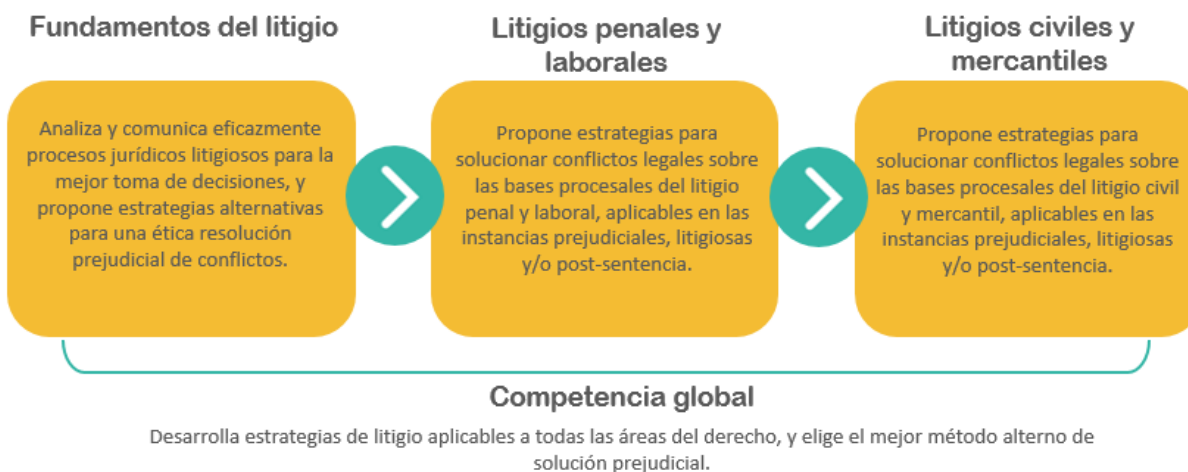 Fundamentos del litigio
Analiza y comunica eficazmente
procesos jurídicos litigiosos para la
mejor toma de decisiones, y
propone estrategias alternativas
para una ética resolución
prejudicial de conflictos.
Litigios penales y
laborales
Propone estrategias para
solucionar conflictos legales sobre
las bases procesales del litigio
penal y laboral, aplicables en las
instancias prejudiciales, litigiosas
y/o post-sentencia.
Litigios civiles y
mercantiles
Propone estrategias para
solucionar conflictos legales sobre
las bases procesales del litigio civil
y mercantil, aplicables en las
instancias prejudiciales, litigiosas
y/o post-sentencia.
Competencia global
Desarrolla estrategias de litigio aplicables a todas las áreas del derecho, y elige el mejor método alterno de
solución prejudicial.